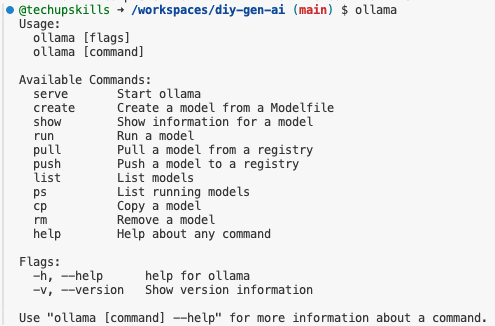 @techupskills → /workspaces/diy-gen-ai (main) $ ollama
Usage:
  ollama [flags]
  ollama [command]

Available Commands:
  serve       Start ollama
  create      Create a model from a Modelfile
  show        Show information for a model
  run         Run a model
  pull        Pull a model from a registry
  push        Push a model to a registry
  list        List models
  ps          List running models
  cp          Copy a model
  rm          Remove a model
  help        Help about any command

Flags:
  -h, --help      help for ollama
  -v, --version   Show version information

Use "ollama [command] --help" for more information about a command.